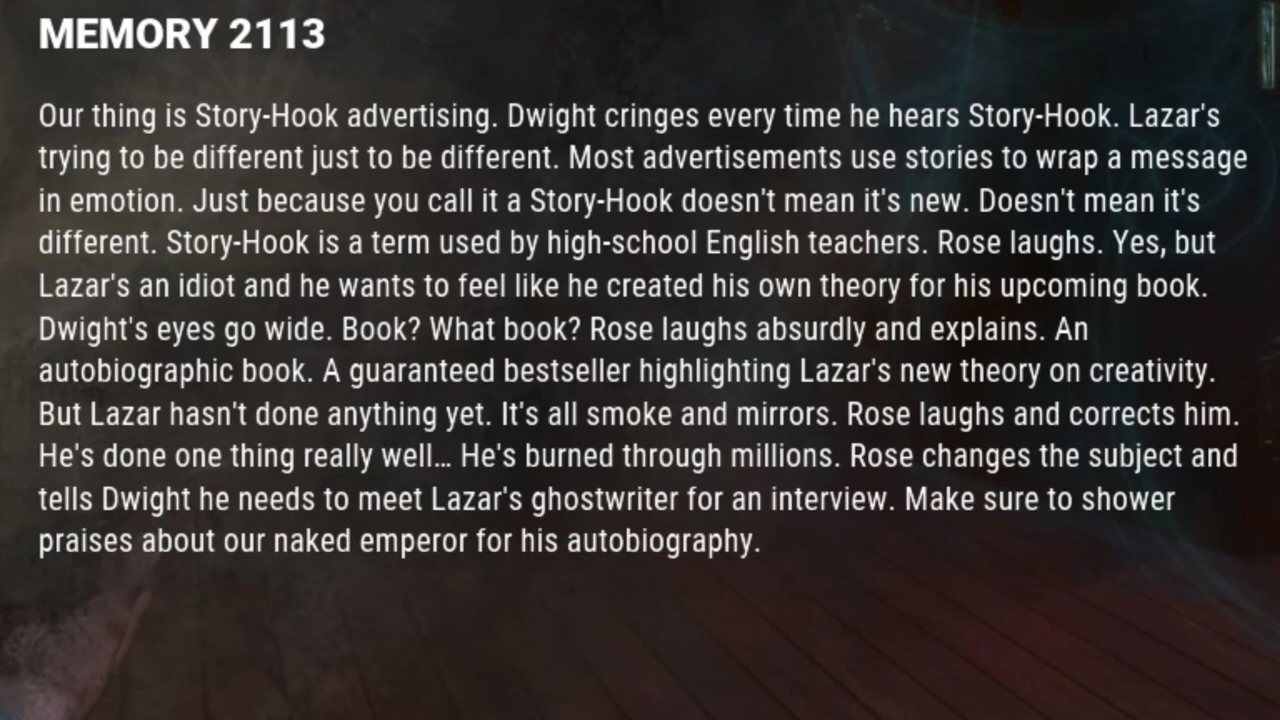 MEMORY 2113
Our thing is Story-Hook advertising. Dwight cringes every time he hears Story-Hook. Lazar's
trying to be different just to be different. Most advertisements use stories to wrap a message
in emotion. Just because you call it a Story-Hook doesn't mean it's new. Doesn't mean it's
different. Story-Hook is a term used by high-school English teachers. Rose laughs. Yes, but
Lazar's an idiot and he wants to feel like he created his own theory for his upcoming book.
Dwight's eyes go wide. Book? What book? Rose laughs absurdly and explains. An
autobiographic book. A guaranteed bestseller highlighting Lazar's new theory on creativity.
But Lazar hasn't done anything yet. It's all smoke and mirrors. Rose laughs and corrects him.
He's done one thing really well… He's burned through millions. Rose changes the subject and
tells Dwight he needs to meet Lazar's ghostwriter for an interview. Make sure to shower
praises about our naked emperor for his autobiography.